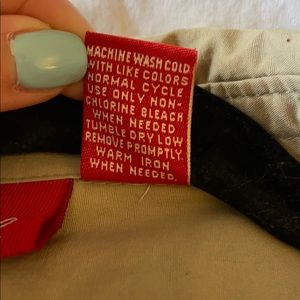 MACHINE WASH COLD
WITH LIKE COLORS
NORMAL CYCLE
USE ONLY NON-
CHLORINE BLEACH
WHEN NEEDED
TUMBLE DRY LOW
REMOVE PROMPTLY.
WARM IRON
WHEN NEEDED.